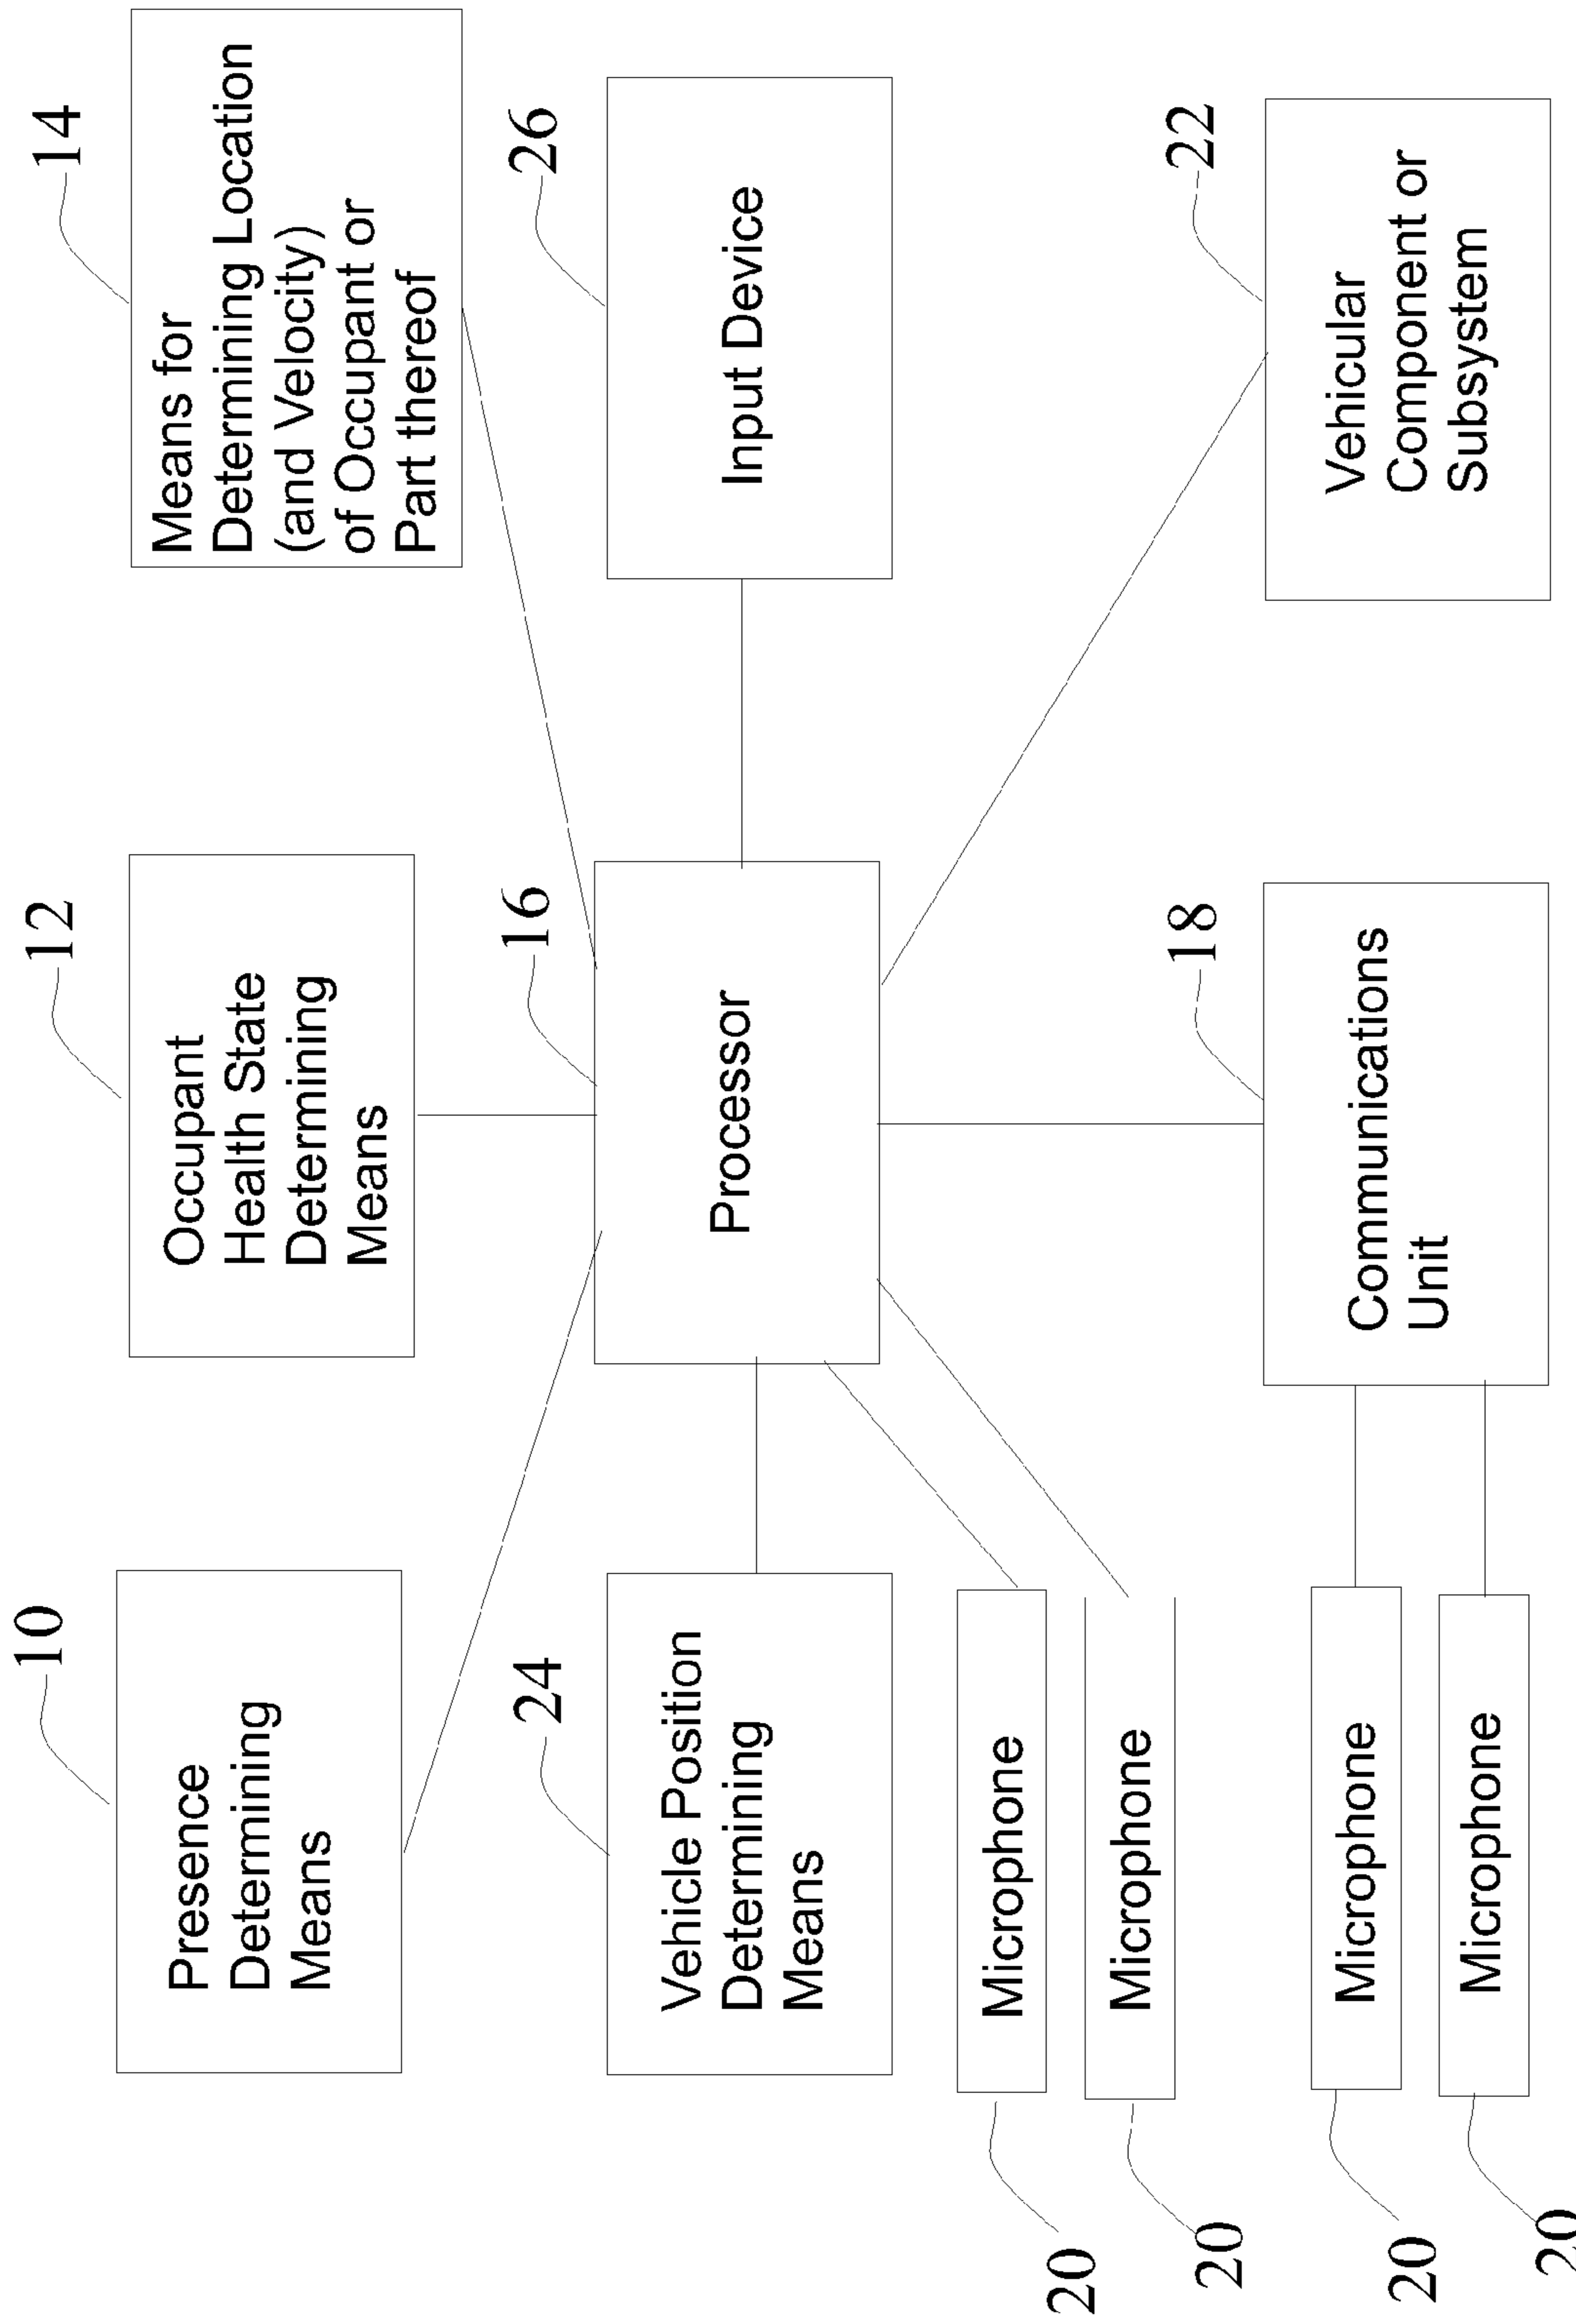 10
Presence
Determining
Means
12
Occupant
Health State
Determining
Means
14
Means for
Determining Location
(and Velocity)
of Occupant or
Part thereof
24
Vehicle Position
Determining
Means
16
Processor
26
Input Device
20
Microphone
20
Microphone
20
Microphone
20
Microphone
18
Communications
Unit
22
Vehicular
Component or
Subsystem